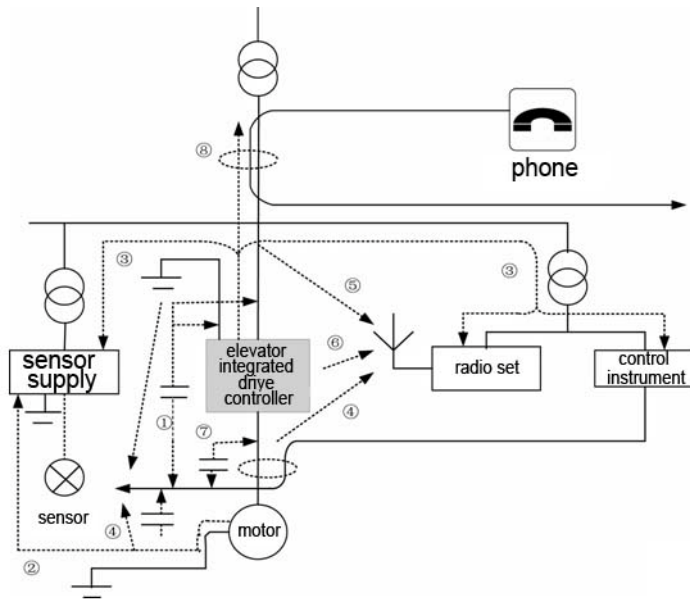 phone
⑧
③
③
⑤
sensor
supply
elevator
integrated
drive
controller
⑥
radio set
control
instrument
①
⑦
④
sensor
④
motor
②